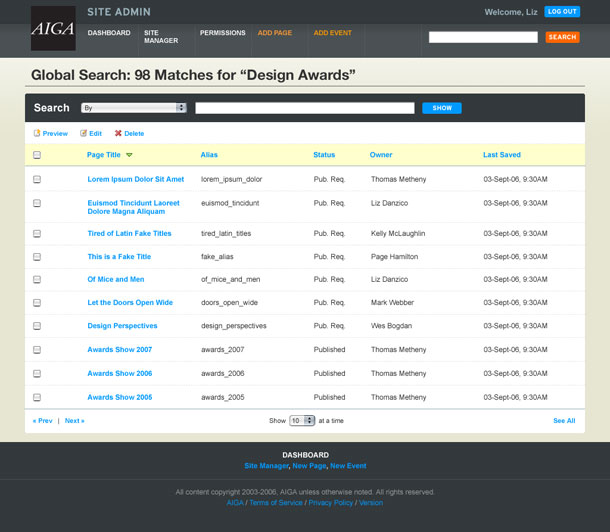 AIGA
SITE ADMIN
Welcome, Liz
LOG OUT
DASHBOARD
SITE MANAGER
PERMISSIONS
ADD PAGE
ADD EVENT
SEARCH
Global Search: 98 Matches for “Design Awards”
Search
By
SHOW
Preview
Edit
Delete
Page Title Alias Status Owner Last Saved
Lorem Ipsum Dolor Sit Amet lorem_ipsum_dolor Pub. Req. Thomas Metheny 03-Sept-06, 9:30AM
Euismod Tincidunt Laoreet euismod_tincidunt Pub. Req. Liz Danzico 03-Sept-06, 9:30AM
Dolore Magna Aliquam
Tired of Latin Fake Titles tired_latin_titles Pub. Req. Kelly McLaughlin 03-Sept-06, 9:30AM
This is a Fake Title fake_alias Pub. Req. Page Hamilton 03-Sept-06, 9:30AM
Of Mice and Men of_mice_and_men Pub. Req. Liz Danzico 03-Sept-06, 9:30AM
Let the Doors Open Wide doors_open_wide Pub. Req. Mark Webber 03-Sept-06, 9:30AM
Design Perspectives design_perspectives Pub. Req. Wes Bogdan 03-Sept-06, 9:30AM
Awards Show 2007 awards_2007 Published Thomas Metheny 03-Sept-06, 9:30AM
Awards Show 2006 awards_2006 Published Thomas Metheny 03-Sept-06, 9:30AM
Awards Show 2005 awards_2005 Published Thomas Metheny 03-Sept-06, 9:30AM
« Prev | Next »
Show 10 at a time
See All
DASHBOARD
Site Manager, New Page, New Event
All content copyright 2003-2006, AIGA unless otherwise noted. All rights reserved.
AIGA / Terms of Service / Privacy Policy / Version